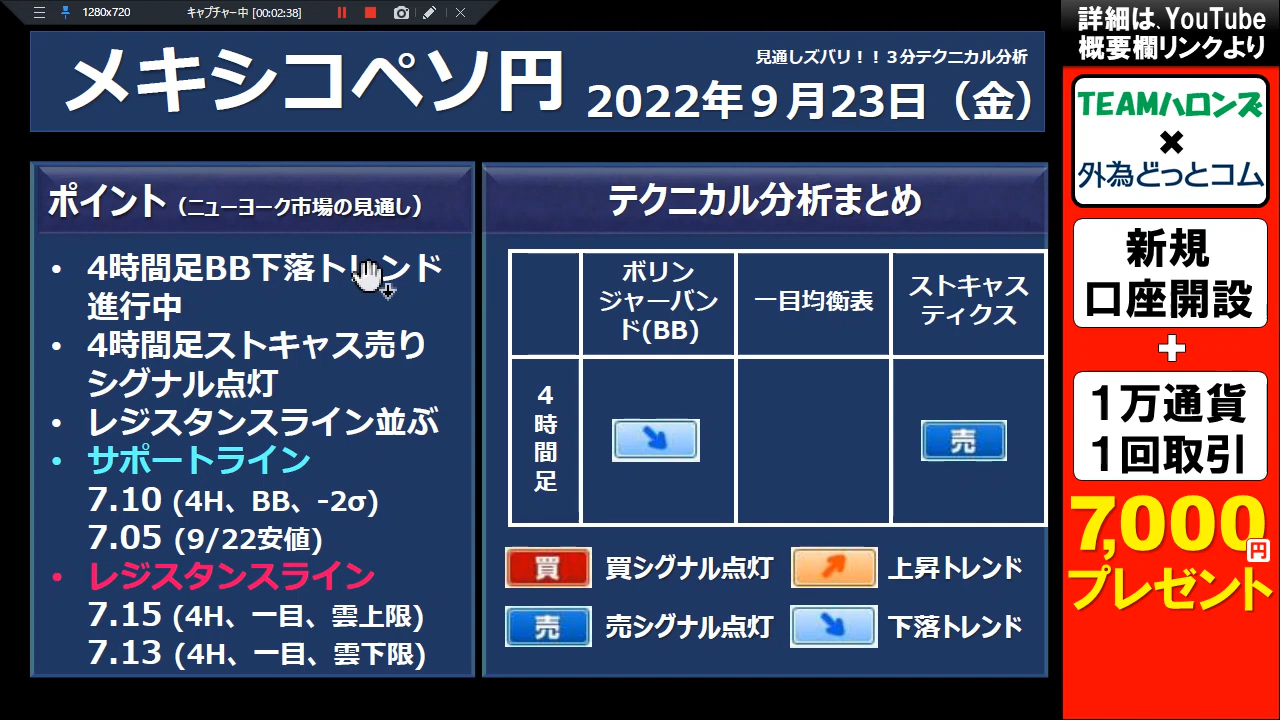 1280x720
キャプチャー中 [00:02:38]
メキシコペソ円
見通しズバリ！！３分テクニカル分析
2022年９月23日（金）
ポイント（ニューヨーク市場の見通し）
• 4時間足BB下落トレンド
進行中
• 4時間足ストキャス売り
シグナル点灯
• レジスタンスライン並ぶ
• サポートライン
7.10 (4H、BB、-2σ)
7.05 (9/22安値)
• レジスタンスライン
7.15 (4H、一目、雲上限)
7.13 (4H、一目、雲下限)
テクニカル分析まとめ
ボリン
ジャーバン
ド(BB)
一目均衡表
ストキャス
ティクス
４
時
間
足
売
買 買シグナル点灯 上昇トレンド
売 売シグナル点灯 下落トレンド
詳細は、YouTube
概要欄リンクより
TEAMハロンズ
×
外為どっとコム
新規
口座開設
+
１万通貨
１回取引
7,000円
プレゼント